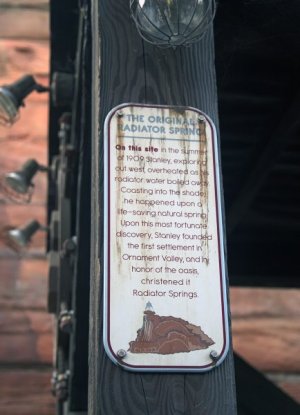 THE ORIGINAL
RADIATOR SPRINGS
On this site in the summer
of 1909 Stanley, exploring
out west, overheated as his
radiator water boiled away.
Coasting into the shade,
he happened upon a
life-saving natural spring.
Upon this most fortunate
discovery, Stanley founded
the first settlement in
Ornament Valley, and in
honor of the oasis,
christened it
Radiator Springs.